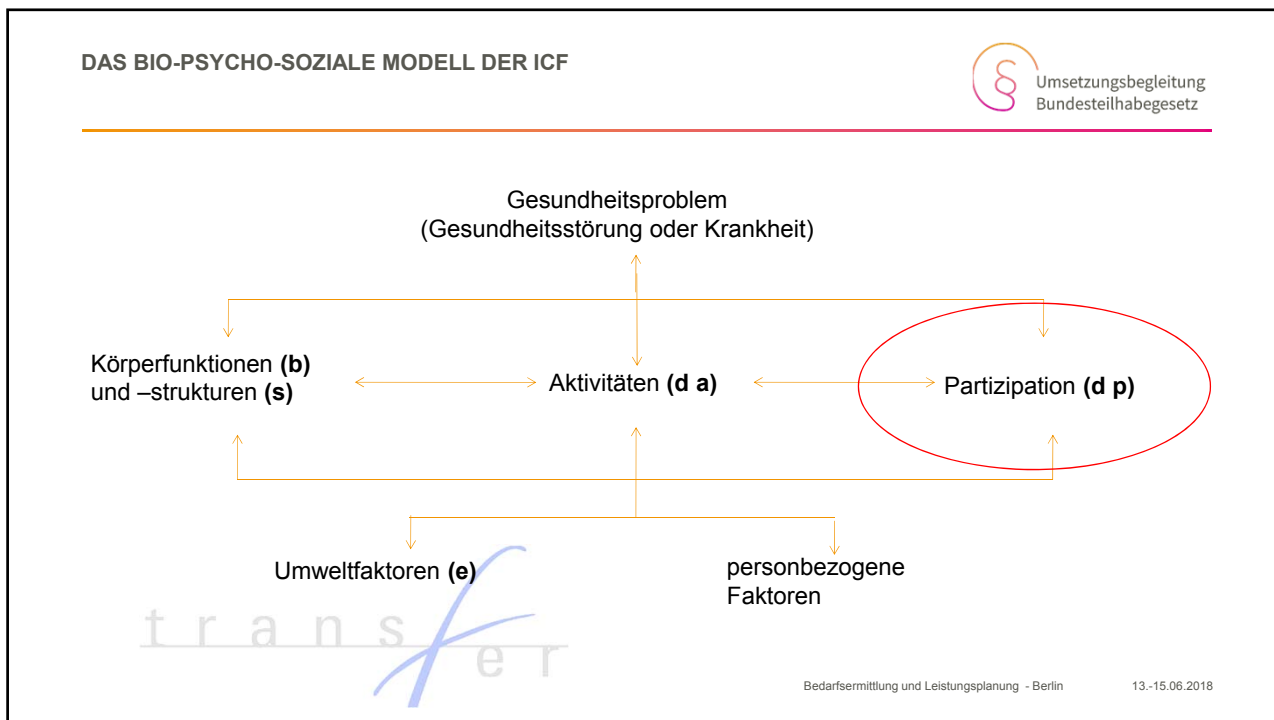 DAS BIO-PSYCHO-SOZIALE MODELL DER ICF
Umsetzungsbegleitung
Bundesteilhabegesetz
Gesundheitsproblem
(Gesundheitsstörung oder Krankheit)
Körperfunktionen (b)
und –strukturen (s)
Aktivitäten (d a)
Partizipation (d p)
Umweltfaktoren (e)
personbezogene
Faktoren
transfer
Bedarfsermittlung und Leistungsplanung - Berlin 13.-15.06.2018